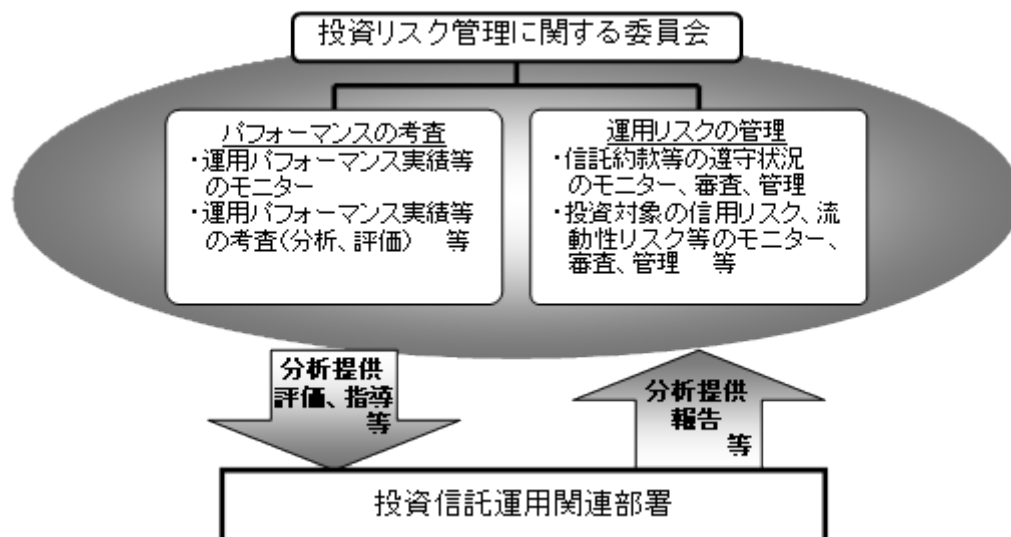 投資リスク管理に関する委員会
パフォーマンスの考査
・運用パフォーマンス実績等
のモニター
・運用パフォーマンス実績等
の考査(分析、評価)　等
運用リスクの管理
・信託約款等の遵守状況
のモニター、審査、管理
・投資対象の信用リスク、流
動性リスク等のモニター、
審査、管理　等
分析提供
評価、指導
等
分析提供
報告
等
投資信託運用関連部署